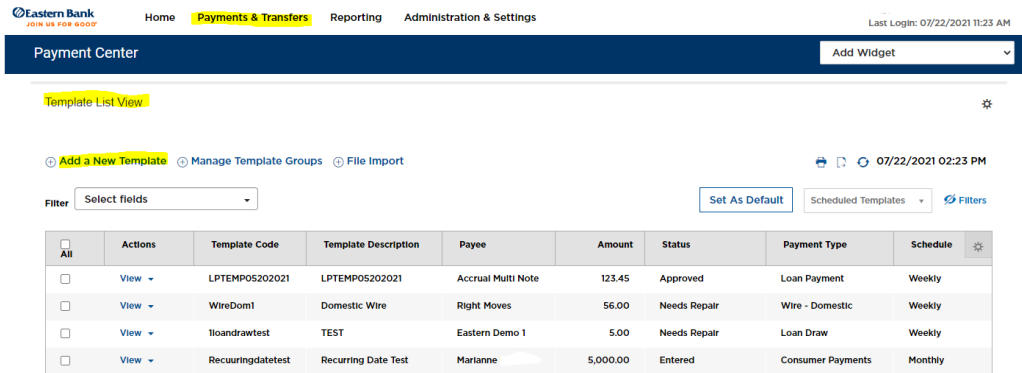 Eastern Bank
JOIN US FOR GOOD®
Home Payments & Transfers Reporting Administration & Settings
Last Login: 07/22/2021 11:23 AM
Payment Center
Add Widget
Template List View
Add a New Template Manage Template Groups File Import
07/22/2021 02:23 PM
Filter Select fields Set As Default Scheduled Templates Filters
All Actions Template Code Template Description Payee Amount Status Payment Type Schedule
View LPTEMP05202021 LPTEMP05202021 Accrual Multi Note 123.45 Approved Loan Payment Weekly
View WireDom1 Domestic Wire Right Moves 56.00 Needs Repair Wire - Domestic Weekly
View 1loandrawtest TEST Eastern Demo 1 5.00 Needs Repair Loan Draw Weekly
View Recuuringdatetest Recurring Date Test Marianne 5,000.00 Entered Consumer Payments Monthly